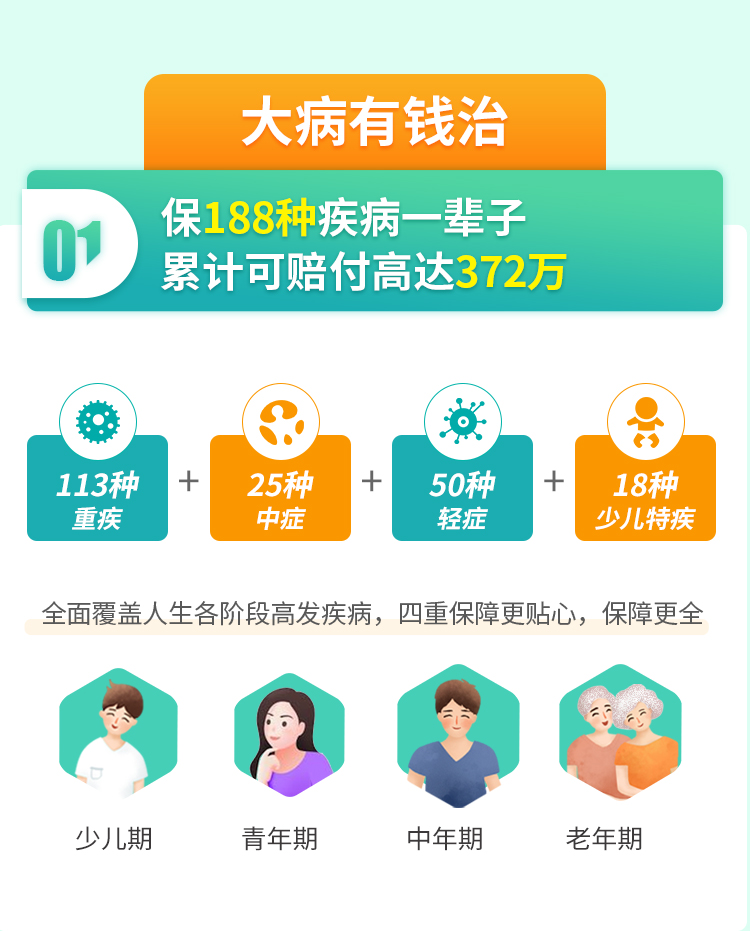 大病有钱治
01
保188种疾病一辈子
累计可赔付高达372万
113种
重疾
+
25种
中症
+
50种
轻症
+
18种
少儿特疾
全面覆盖人生各阶段高发疾病，四重保障更贴心，保障更全
少儿期
青年期
中年期
老年期